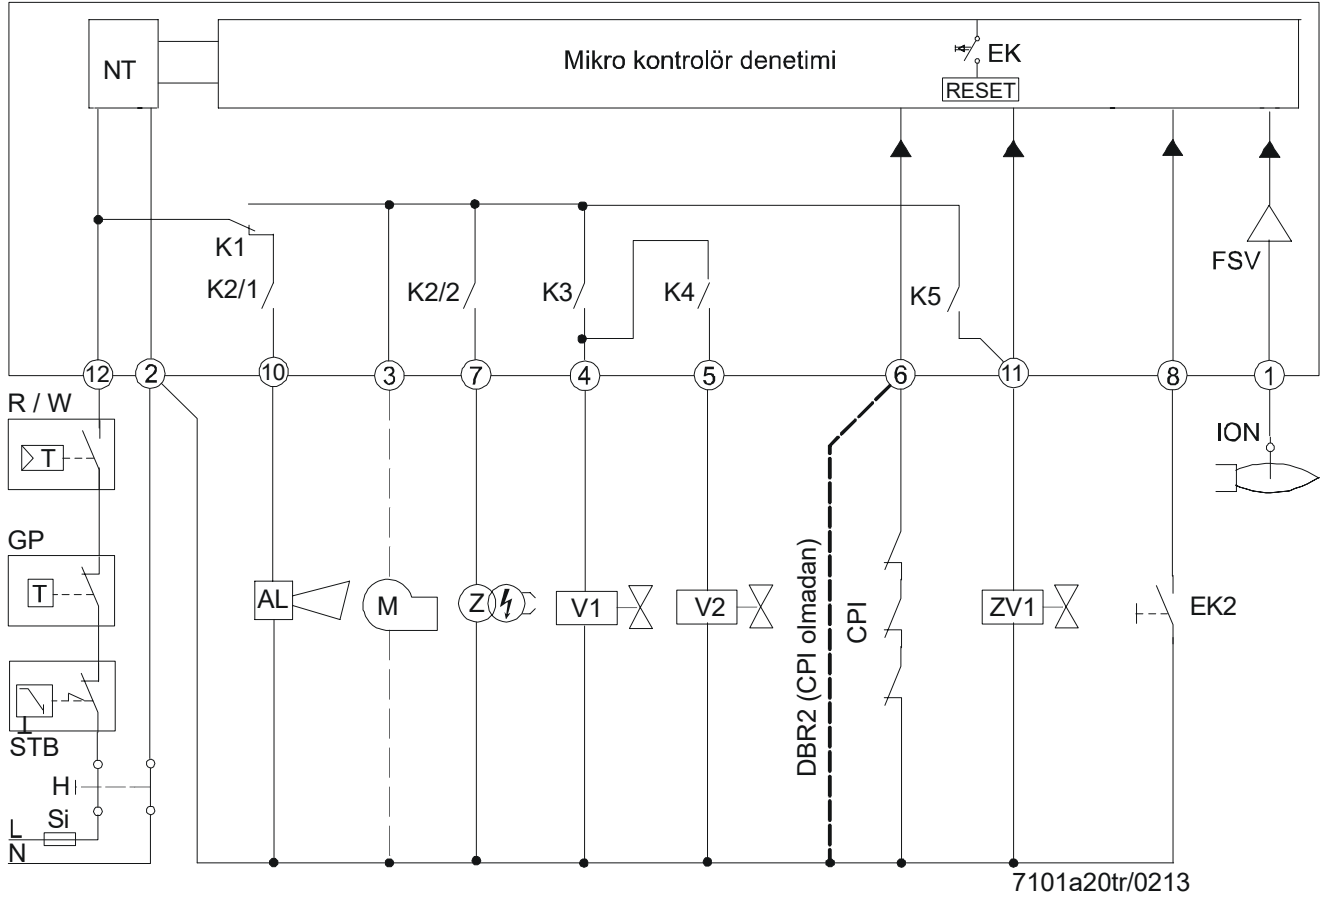 NT
Mikro kontrolör denetimi
EK
RESET
K1
K2/1
K2/2
K3
K4
K5
FSV
12
2
10
3
7
4
5
6
11
8
1
R / W
T
ION
GP
T
STB
AL
M
Z
V1
V2
DBR2 (CPI olmadan)
CPI
ZV1
EK2
H
Si
L
N
7101a20tr/0213